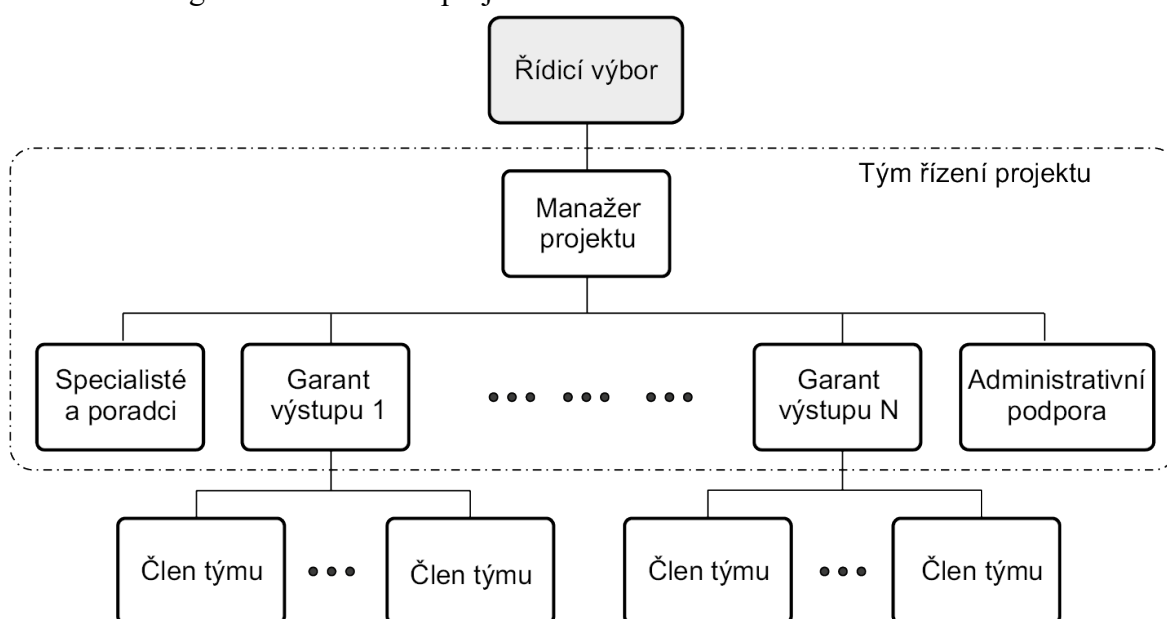 Řídicí výbor
Tým řízení projektu
Manažer
projektu
Specialisté
a poradci
Garant
výstupu 1
Garant
výstupu N
Administrativní
podpora
Člen týmu
Člen týmu
Člen týmu
Člen týmu